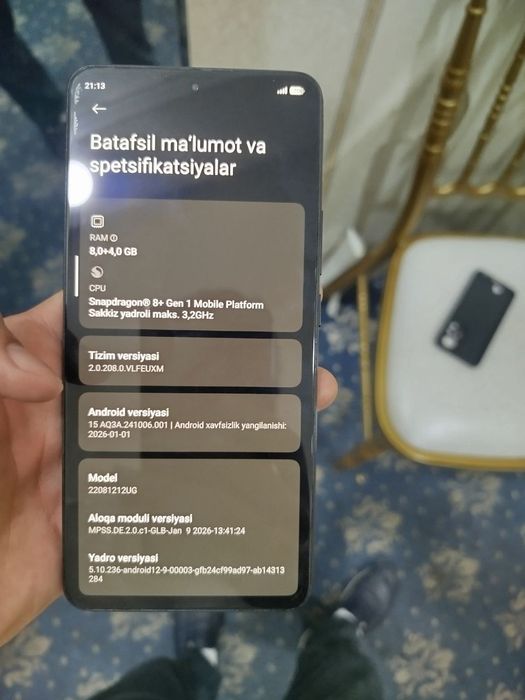 21:13
Batafsil maʻlumot va
spetsifikatsiyalar
RAM
8,0+4,0 GB
CPU
Snapdragon® 8+ Gen 1 Mobile Platform
Sakkiz yadroli maks. 3,2GHz
Tizim versiyasi
2.0.208.0.VLFEUXM
Android versiyasi
15 AQ3A.241006.001 | Android xavfsizlik yangilanishi:
2026-01-01
Model
22081212UG
Aloqa moduli versiyasi
MPSS.DE.2.0.c1-GLB-Jan 9 2026-13:41:24
Yadro versiyasi
5.10.236-android12-9-00003-gfb24cf99ad97-ab14313
284